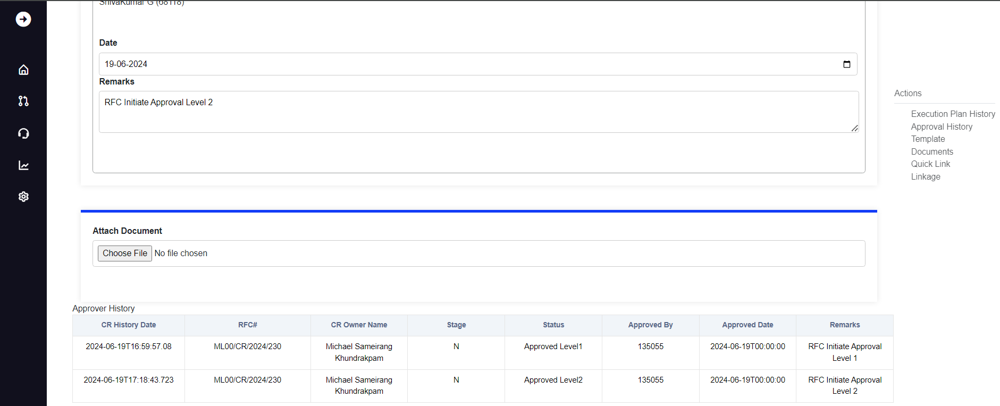 ShivaKumar G (68118)
Date
19-06-2024
Remarks
RFC Initiate Approval Level 2
Actions
Execution Plan History
Approval History
Template
Documents
Quick Link
Linkage
Attach Document
Choose File No file chosen
Approver History
CR History Date RFC# CR Owner Name Stage Status Approved By Approved Date Remarks
2024-06-19T16:59:57.08 ML00/CR/2024/230 Michael Sameirang Khundrakpam N Approved Level1 135055 2024-06-19T00:00:00 RFC Initiate Approval Level 1
2024-06-19T17:18:43.723 ML00/CR/2024/230 Michael Sameirang Khundrakpam N Approved Level2 135055 2024-06-19T00:00:00 RFC Initiate Approval Level 2